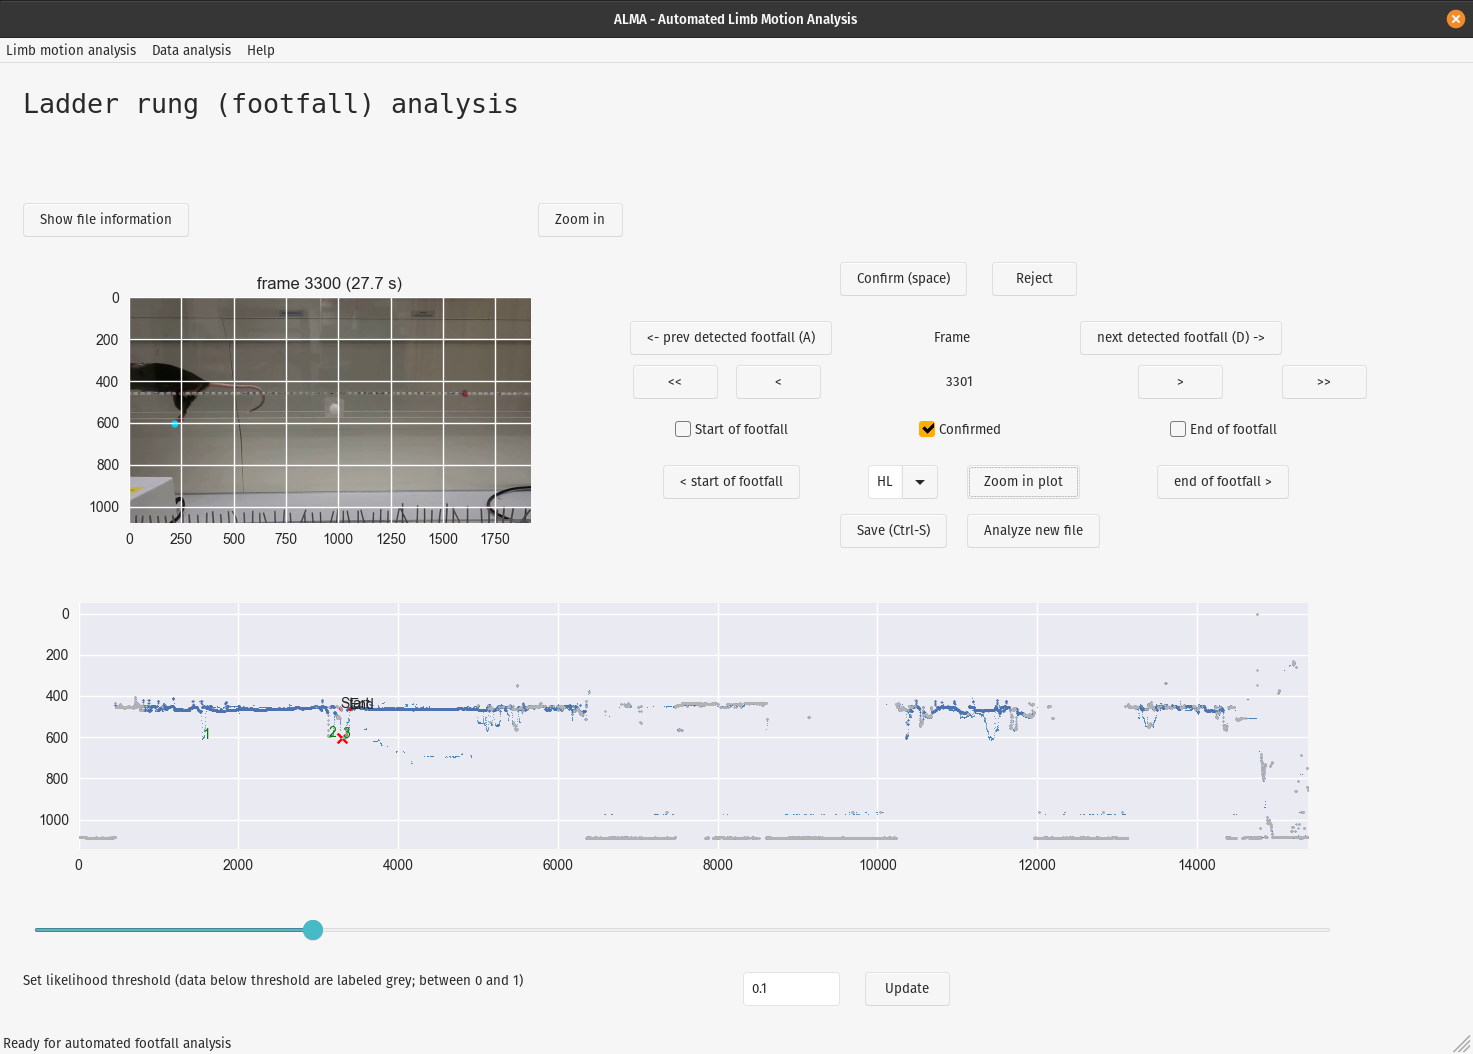 ALMA - Automated Limb Motion Analysis
Limb motion analysis Data analysis Help
Ladder rung (footfall) analysis
Show file information Zoom in
Confirm (space) Reject
frame 3300 (27.7 s)
<- prev detected footfall (A) Frame next detected footfall (D) ->
<< < 3301 > >>
Start of footfall Confirmed End of footfall
< start of footfall HL Zoom in plot end of footfall >
Save (Ctrl-S) Analyze new file
0
200
400
600
800
1000
0 250 500 750 1000 1250 1500 1750
0
200
400
600
800
1000
Start End
1 2 3
0 2000 4000 6000 8000 10000 12000 14000
Set likelihood threshold (data below threshold are labeled grey; between 0 and 1) 0.1 Update
Ready for automated footfall analysis